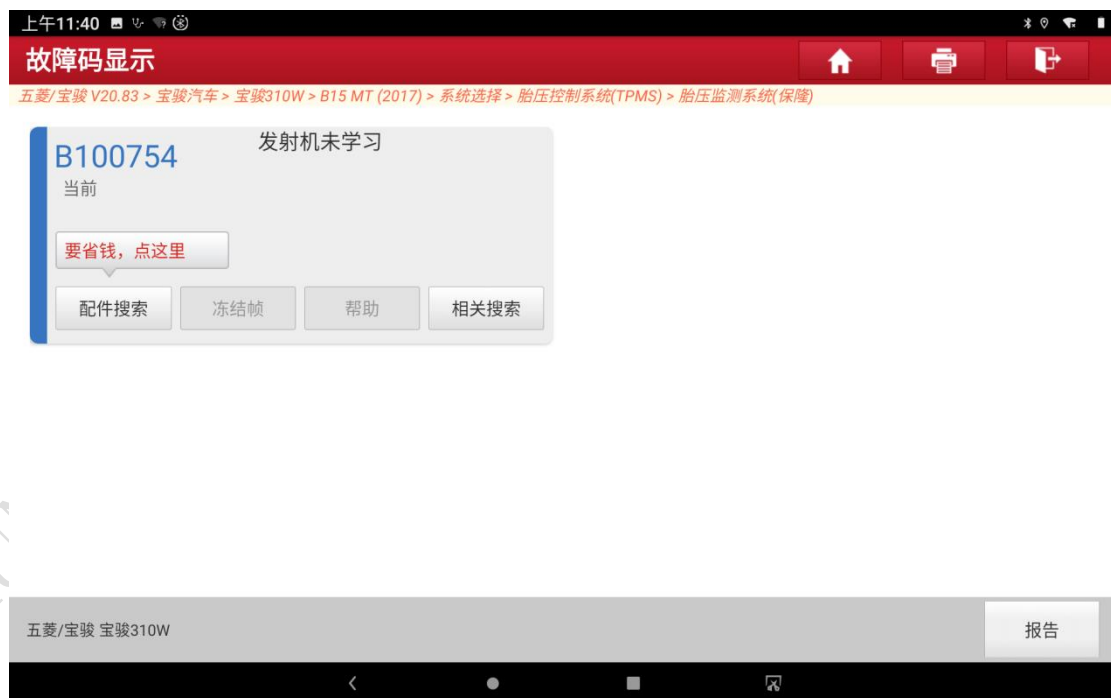 上午11:40
故障码显示
五菱/宝骏 V20.83 > 宝骏汽车 > 宝骏310W > B15 MT (2017) > 系统选择 > 胎压控制系统(TPMS) > 胎压监测系统(保隆)
B100754
发射机未学习
当前
要省钱，点这里
配件搜索 冻结帧 帮助 相关搜索
五菱/宝骏 宝骏310W
报告